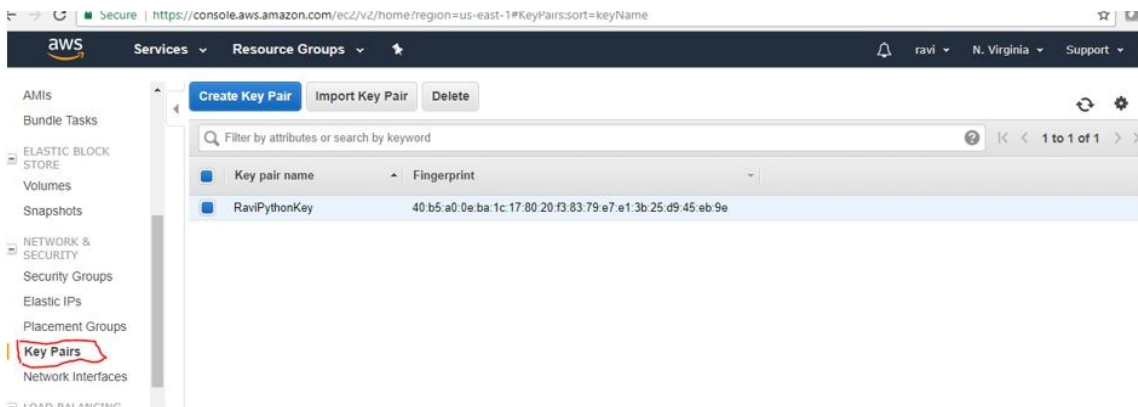 Secure | https://console.aws.amazon.com/ec2/v2/home?region=us-east-1#KeyPairs:sort=keyName
aws Services Resource Groups ravi N. Virginia Support
AMIs
Bundle Tasks
ELASTIC BLOCK
STORE
Volumes
Snapshots
NETWORK &
SECURITY
Security Groups
Elastic IPs
Placement Groups
Key Pairs
Network Interfaces
LOAD BALANCING
Create Key Pair Import Key Pair Delete
Filter by attributes or search by keyword 1 to 1 of 1
Key pair name Fingerprint
RaviPythonKey 40:b5:a0:0e:ba:1c:17:80:20:f3:83:79:e7:e1:3b:25:d9:45:eb:9e